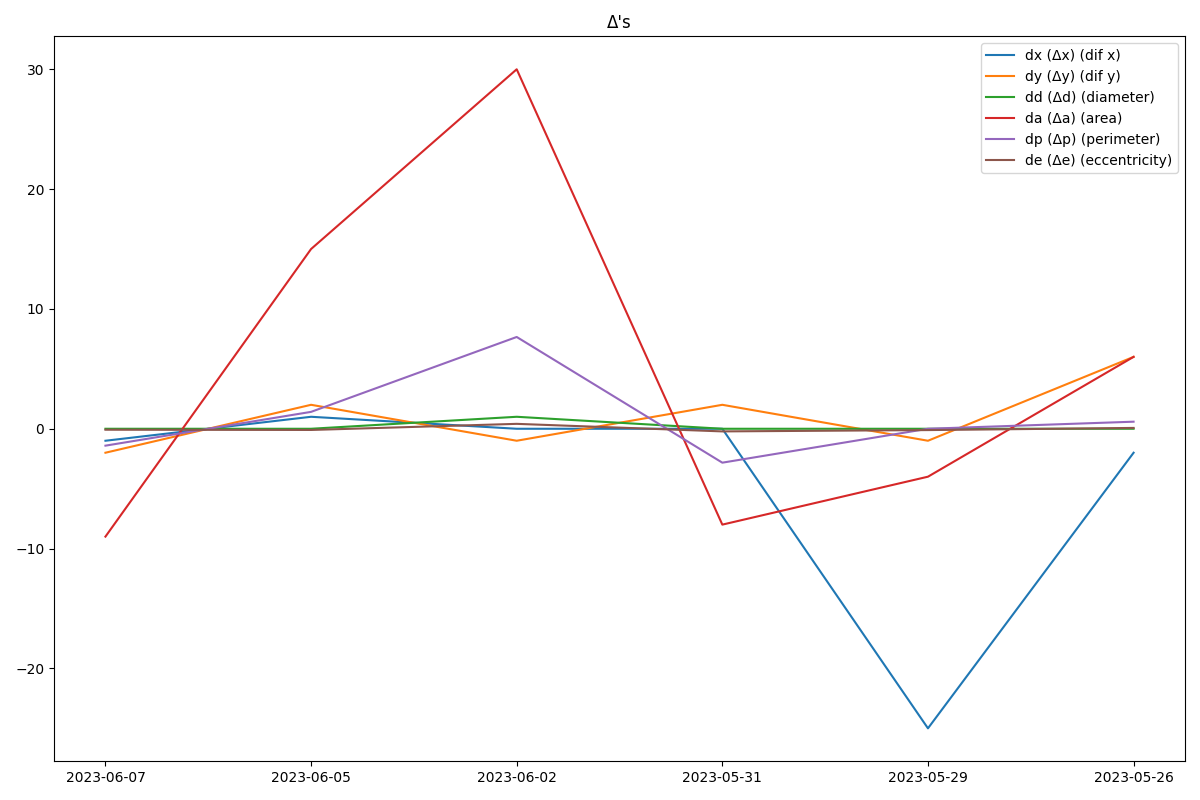 Δ's
dx (Δx) (dif x)
dy (Δy) (dif y)
dd (Δd) (diameter)
da (Δa) (area)
dp (Δp) (perimeter)
de (Δe) (eccentricity)
30
20
10
0
−10
−20
2023-06-07 2023-06-05 2023-06-02 2023-05-31 2023-05-29 2023-05-26